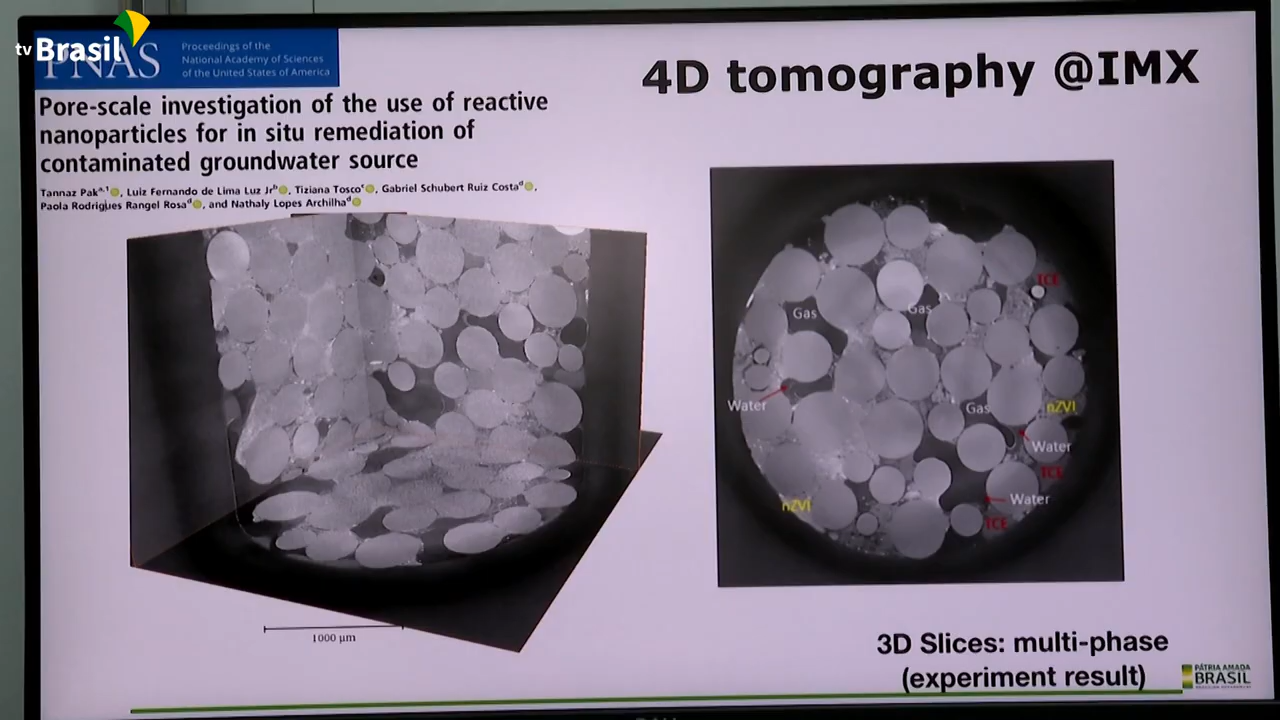 tv Brasil
PNAS
Proceedings of the
National Academy of Sciences
of the United States of America
4D tomography @IMX
Pore-scale investigation of the use of reactive
nanoparticles for in situ remediation of
contaminated groundwater source
Tannaz Pak a,1, Luiz Fernando de Lima Luz Jr b, Tiziana Tosco c, Gabriel Schubert Ruiz Costa d,
Paola Rodrigues Rangel Rosa d, and Nathaly Lopes Archilha d
TCE
Gas
Gas
Water
Gas
nZVI
Water
TCE
Water
nZVI
TCE
1000 µm
3D Slices: multi-phase
(experiment result)
PÁTRIA AMADA
BRASIL